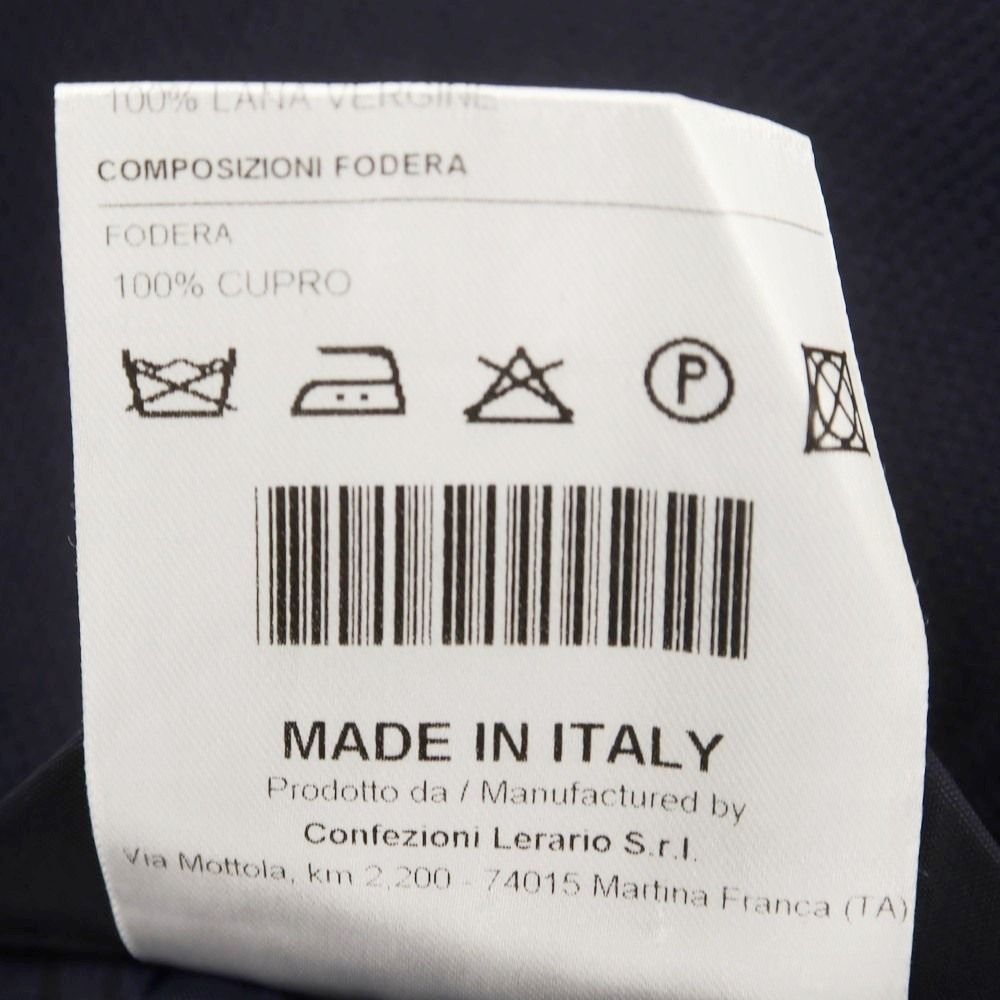 100% LANA VERGINE
COMPOSIZIONI FODERA
FODERA
100% CUPRO
P
MADE IN ITALY
Prodotto da / Manufactured by
Confezioni Lerario S.r.l.
Via Mottola, km 2,200 - 74015 Martina Franca (TA)